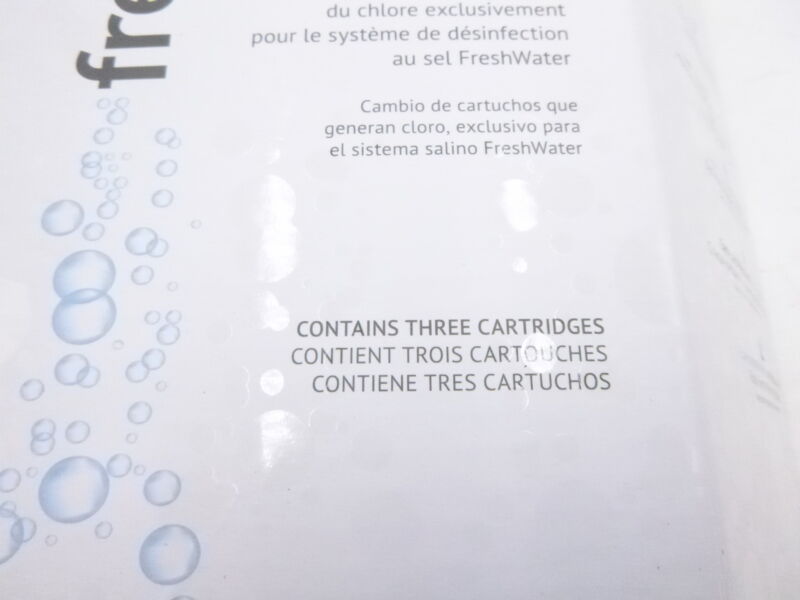 fre
du chlore exclusivement
pour le système de désinfection
au sel FreshWater
Cambio de cartuchos que
generan cloro, exclusivo para
el sistema salino FreshWater
CONTAINS THREE CARTRIDGES
CONTIENT TROIS CARTOUCHES
CONTIENE TRES CARTUCHOS